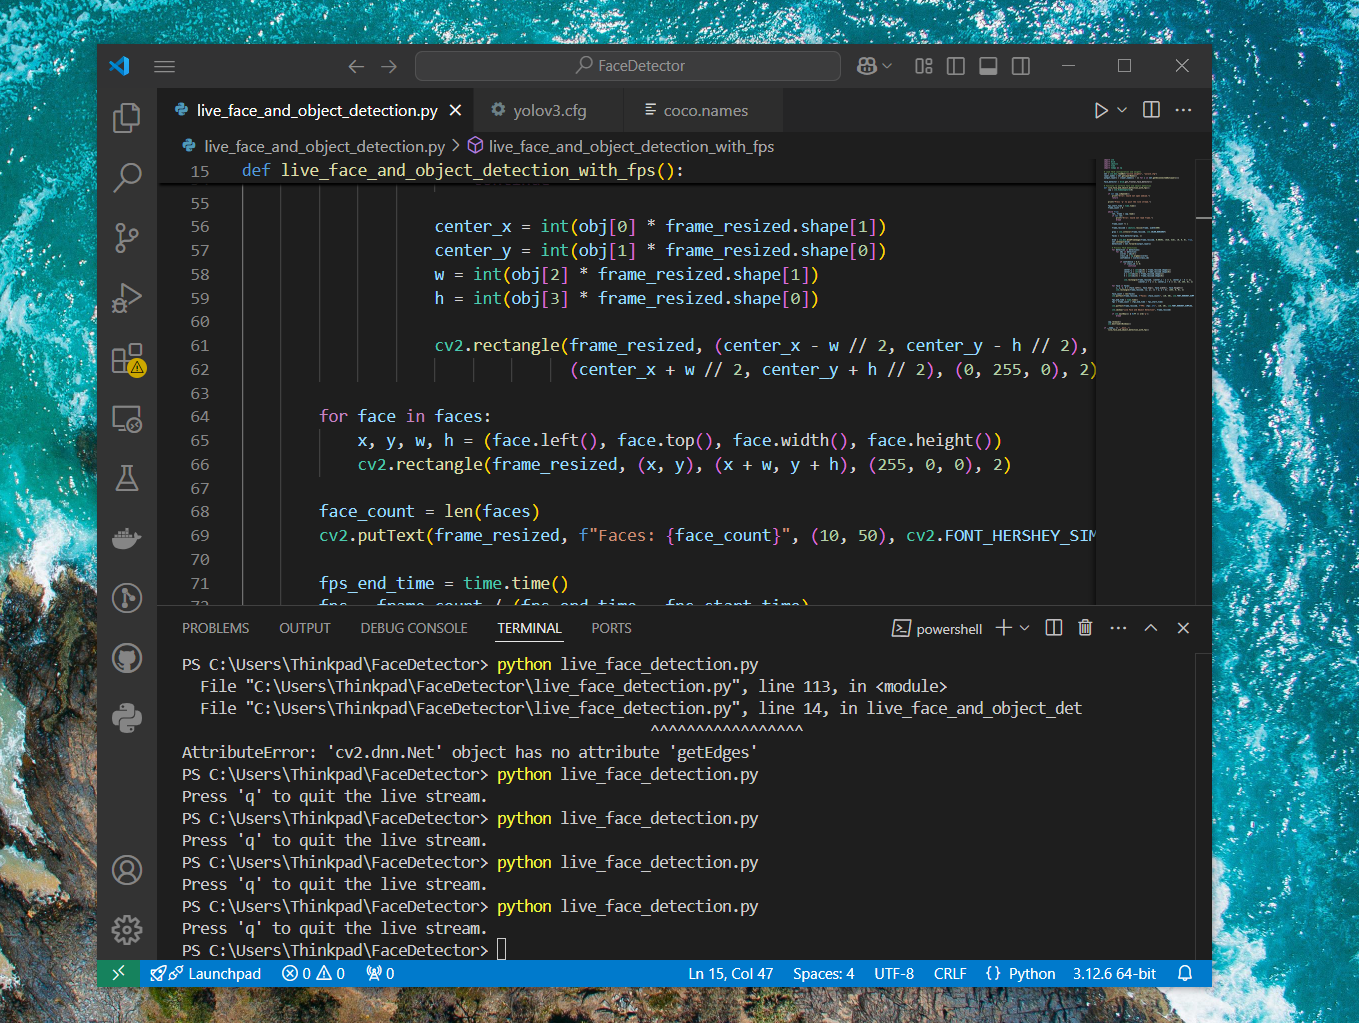 FaceDetector
live_face_and_object_detection.py
yolov3.cfg
coco.names
live_face_and_object_detection.py > live_face_and_object_detection_with_fps
15 def live_face_and_object_detection_with_fps():
55
56 center_x = int(obj[0] * frame_resized.shape[1])
57 center_y = int(obj[1] * frame_resized.shape[0])
58 w = int(obj[2] * frame_resized.shape[1])
59 h = int(obj[3] * frame_resized.shape[0])
60
61 cv2.rectangle(frame_resized, (center_x - w // 2, center_y - h // 2),
62 (center_x + w // 2, center_y + h // 2), (0, 255, 0), 2)
63
64 for face in faces:
65 x, y, w, h = (face.left(), face.top(), face.width(), face.height())
66 cv2.rectangle(frame_resized, (x, y), (x + w, y + h), (255, 0, 0), 2)
67
68 face_count = len(faces)
69 cv2.putText(frame_resized, f"Faces: {face_count}", (10, 50), cv2.FONT_HERSHEY_SIM
70
71 fps_end_time = time.time()
72 fps = frame_count / (fps_end_time - fps_start_time)
PROBLEMS OUTPUT DEBUG CONSOLE TERMINAL PORTS
powershell
PS C:\Users\Thinkpad\FaceDetector> python live_face_detection.py
File "C:\Users\Thinkpad\FaceDetector\live_face_detection.py", line 113, in <module>
File "C:\Users\Thinkpad\FaceDetector\live_face_detection.py", line 14, in live_face_and_object_det
^^^^^^^^^^^^^^^^^
AttributeError: 'cv2.dnn.Net' object has no attribute 'getEdges'
PS C:\Users\Thinkpad\FaceDetector> python live_face_detection.py
Press 'q' to quit the live stream.
PS C:\Users\Thinkpad\FaceDetector> python live_face_detection.py
Press 'q' to quit the live stream.
PS C:\Users\Thinkpad\FaceDetector> python live_face_detection.py
Press 'q' to quit the live stream.
PS C:\Users\Thinkpad\FaceDetector> python live_face_detection.py
Press 'q' to quit the live stream.
PS C:\Users\Thinkpad\FaceDetector>
Launchpad 0 0 0 Ln 15, Col 47 Spaces: 4 UTF-8 CRLF {} Python 3.12.6 64-bit